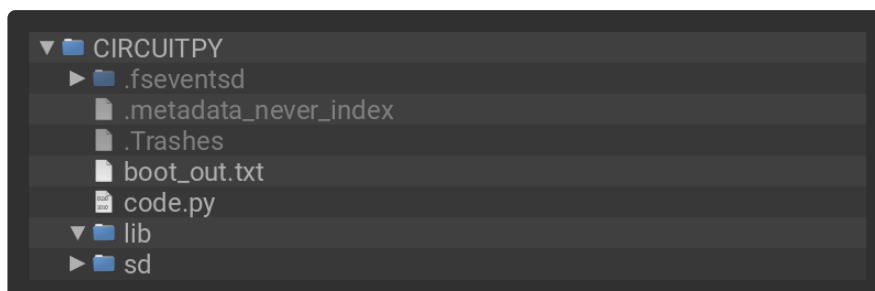 CIRCUITPY
.fseventsd
.metadata_never_index
.Trashes
boot_out.txt
code.py
lib
sd